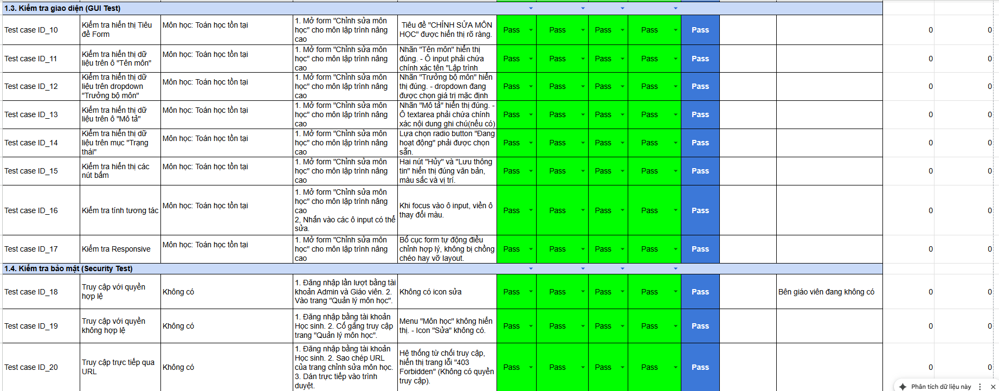 1.3. Kiểm tra giao diện (GUI Test)
Test case ID_10
Kiểm tra hiển thị Tiêu
đề Form
Môn học: Toán học tồn tại
1. Mở form "Chỉnh sửa môn
học" cho môn lập trình nâng
cao
Tiêu đề "CHỈNH SỬA MÔN
HỌC" được hiển thị rõ ràng.
Pass Pass Pass Pass Pass
0 0
Test case ID_11
Kiểm tra hiển thị dữ
liệu trên ô "Tên môn"
Môn học: Toán học tồn tại
1. Mở form "Chỉnh sửa môn
học" cho môn lập trình nâng
cao
Nhãn "Tên môn" hiển thị
đúng. - Ô input phải chứa
chính xác tên "Lập trình
Pass Pass Pass Pass Pass
0 0
Test case ID_12
Kiểm tra hiển thị dữ
liệu trên dropdown
"Trưởng bộ môn"
Môn học: Toán học tồn tại
1. Mở form "Chỉnh sửa môn
học" cho môn lập trình nâng
cao
Nhãn "Trưởng bộ môn" hiển
thị đúng. - dropdown đang
được chọn giá trị mặc định
Pass Pass Pass Pass Pass
0 0
Test case ID_13
Kiểm tra hiển thị dữ
liệu trên ô "Mô tả"
Môn học: Toán học tồn tại
1. Mở form "Chỉnh sửa môn
học" cho môn lập trình nâng
cao
Nhãn "Mô tả" hiển thị đúng. -
Ô textarea phải chứa chính
xác nội dung ghi chú(nếu có)
Pass Pass Pass Pass Pass
0 0
Test case ID_14
Kiểm tra hiển thị dữ
liệu trên mục "Trạng
thái"
Môn học: Toán học tồn tại
1. Mở form "Chỉnh sửa môn
học" cho môn lập trình nâng
cao
Lựa chọn radio button "Đang
hoạt động" phải được chọn
sẵn.
Pass Pass Pass Pass Pass
0 0
Test case ID_15
Kiểm tra hiển thị các
nút bấm
Môn học: Toán học tồn tại
1. Mở form "Chỉnh sửa môn
học" cho môn lập trình nâng
cao
Hai nút "Hủy" và "Lưu thông
tin" hiển thị đúng văn bản,
màu sắc và vị trí.
Pass Pass Pass Pass Pass
0 0
Test case ID_16
Kiểm tra tính tương tác
Môn học: Toán học tồn tại
1. Mở form "Chỉnh sửa môn
học" cho môn lập trình nâng
cao
2, Nhấn vào các ô input có thể
sửa.
Khi focus vào ô input, viền ô
thay đổi màu.
Pass Pass Pass Pass Pass
0 0
Test case ID_17
Kiểm tra Responsive
Môn học: Toán học tồn tại
1. Mở form "Chỉnh sửa môn
học" cho môn lập trình nâng
cao
Bố cục form tự động điều
chỉnh hợp lý, không bị chồng
chéo hay vỡ layout.
Pass Pass Pass Pass Pass
0 0
1.4. Kiểm tra bảo mật (Security Test)
Test case ID_18
Truy cập với quyền
hợp lệ
Không có
1. Đăng nhập lần lượt bằng tài
khoản Admin và Giáo viên. 2.
Vào trang "Quản lý môn học".
Không có icon sửa
Pass Pass Pass Pass Pass
Bên giáo viên đang không có
0 0
Test case ID_19
Truy cập với quyền
không hợp lệ
Không có
1. Đăng nhập bằng tài khoản
Học sinh. 2. Cố gắng truy cập
trang "Quản lý môn học".
Menu "Môn học" không hiển
thị. - Icon "Sửa" không có.
Pass Pass Pass Pass Pass
0 0
Test case ID_20
Truy cập trực tiếp qua
URL
Không có
1. Đăng nhập bằng tài khoản
Học sinh. 2. Sao chép URL
của trang chỉnh sửa môn học.
3. Dán trực tiếp vào trình
duyệt.
Hệ thống từ chối truy cập,
hiển thị trang lỗi "403
Forbidden" (Không có quyền
truy cập).
Pass Pass Pass Pass Pass
0 0
Phân tích dữ liệu này